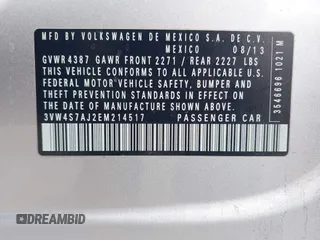 MFD BY VOLKSWAGEN DE MEXICO S.A. DE C.V.
MEXICO 08/13
GVWR 4387 GAWR FRONT 2271 / REAR 2227 LBS
THIS VEHICLE CONFORMS TO ALL APPLICABLE U.S.
FEDERAL MOTOR VEHICLE SAFETY, BUMPER AND
THEFT PREVENTION STANDARDS IN EFFECT ON THE
DATE OF MANUFACTURE SHOWN ABOVE.
3VW4S7AJ2EM214517 PASSENGER CAR
3546696 1021 M
DREAMBID